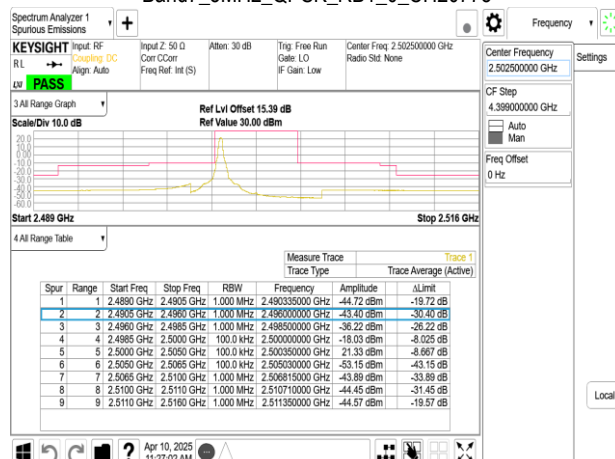 Spectrum Analyzer 1
Spurious Emissions
Frequency
KEYSIGHT
RL
LXI
PASS
Input: RF
Coupling: DC
Align: Auto
Input Z: 50 Ω
Corr CCorr
Freq Ref: Int (S)
Atten: 30 dB
Trig: Free Run
Gate: LO
IF Gain: Low
Center Freq: 2.502500000 GHz
Radio Std: None
Center Frequency
2.502500000 GHz
Settings
CF Step
4.399000000 GHz
Auto
Man
Freq Offset
0 Hz
Local
3 All Range Graph
Scale/Div 10.0 dB
Ref Lvl Offset 15.39 dB
Ref Value 30.00 dBm
20.0
10.0
0.00
-10.0
-20.0
-30.0
-40.0
-50.0
-60.0
Start 2.489 GHz
Stop 2.516 GHz
4 All Range Table
Measure Trace Trace 1
Trace Type Trace Average (Active)
Spur Range Start Freq Stop Freq RBW Frequency Amplitude ΔLimit
1 1 2.4890 GHz 2.4905 GHz 1.000 MHz 2.490335000 GHz -44.72 dBm -19.72 dB
2 2 2.4905 GHz 2.4960 GHz 1.000 MHz 2.496000000 GHz -43.40 dBm -30.40 dB
3 3 2.4960 GHz 2.4985 GHz 1.000 MHz 2.498500000 GHz -36.22 dBm -26.22 dB
4 4 2.4985 GHz 2.5000 GHz 100.0 kHz 2.500000000 GHz -18.03 dBm -8.025 dB
5 5 2.5000 GHz 2.5050 GHz 100.0 kHz 2.500350000 GHz 21.33 dBm -8.667 dB
6 6 2.5050 GHz 2.5065 GHz 100.0 kHz 2.505030000 GHz -53.15 dBm -43.15 dB
7 7 2.5065 GHz 2.5100 GHz 1.000 MHz 2.506815000 GHz -43.89 dBm -33.89 dB
8 8 2.5100 GHz 2.5110 GHz 1.000 MHz 2.510710000 GHz -44.45 dBm -31.45 dB
9 9 2.5110 GHz 2.5160 GHz 1.000 MHz 2.511350000 GHz -44.57 dBm -19.57 dB
Apr 10, 2025